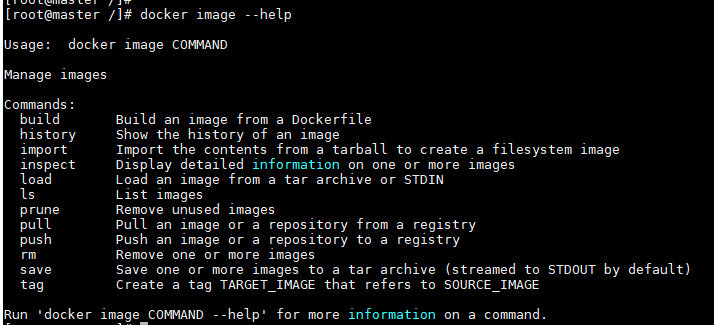 [root@master /]#
[root@master /]# docker image --help
Usage:  docker image COMMAND
Manage images
Commands:
  build       Build an image from a Dockerfile
  history     Show the history of an image
  import      Import the contents from a tarball to create a filesystem image
  inspect     Display detailed information on one or more images
  load        Load an image from a tar archive or STDIN
  ls          List images
  prune       Remove unused images
  pull        Pull an image or a repository from a registry
  push        Push an image or a repository to a registry
  rm          Remove one or more images
  save        Save one or more images to a tar archive (streamed to STDOUT by default)
  tag         Create a tag TARGET_IMAGE that refers to SOURCE_IMAGE
Run 'docker image COMMAND --help' for more information on a command.
[root@master /]#